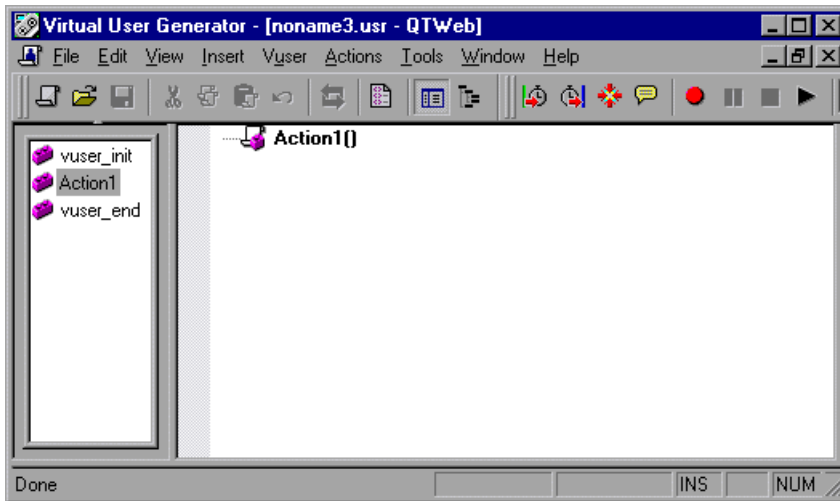 Virtual User Generator - [noname3.usr - QTWeb]
File Edit View Insert Vuser Actions Tools Window Help
vuser_init
Action1
vuser_end
Action1()
Done
INS
NUM